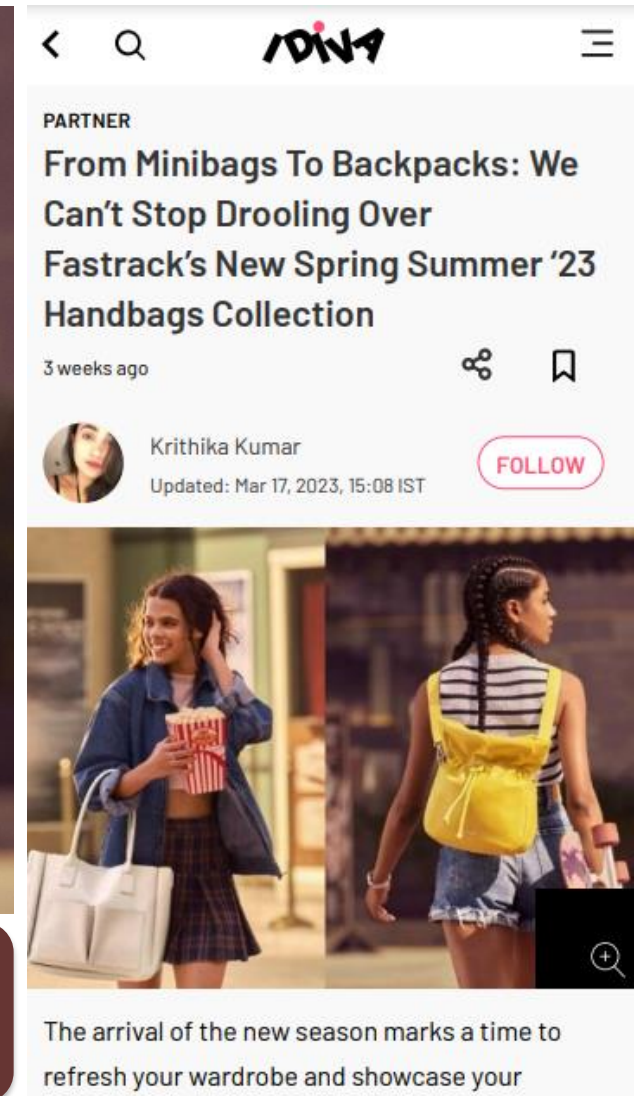 iDIVA
PARTNER
From Minibags To Backpacks: We
Can't Stop Drooling Over
Fastrack's New Spring Summer '23
Handbags Collection
3 weeks ago
Krithika Kumar
FOLLOW
Updated: Mar 17, 2023, 15:08 IST
The arrival of the new season marks a time to
refresh your wardrobe and showcase your